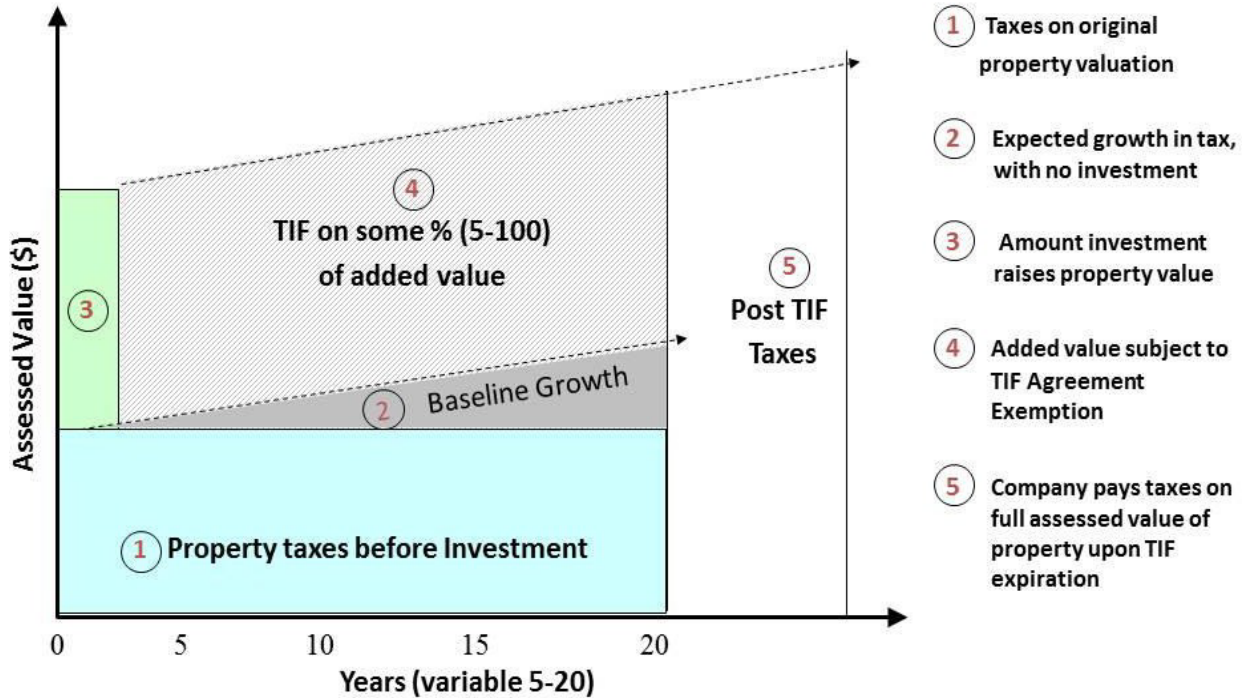 Assessed Value ($)
3
4
TIF on some % (5-100)
of added value
2
Baseline Growth
5
Post TIF
Taxes
1 Property taxes before Investment
0 5 10 15 20
Years (variable 5-20)
1 Taxes on original
property valuation
2 Expected growth in tax,
with no investment
3 Amount investment
raises property value
4 Added value subject to
TIF Agreement
Exemption
5 Company pays taxes on
full assessed value of
property upon TIF
expiration